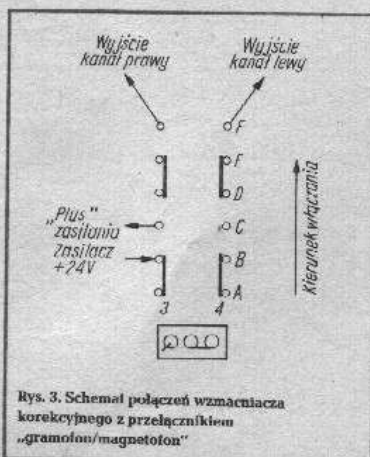 Wyjście kanał prawy
Wyjście kanał lewy
F
F
D
„Plus" zasilania
C
Zasilacz +24V
B
A
3 4
Kierunek włączania
Rys. 3. Schemat połączeń wzmacniacza
korekcyjnego z przełącznikiem
„gramofon/magnetofon"